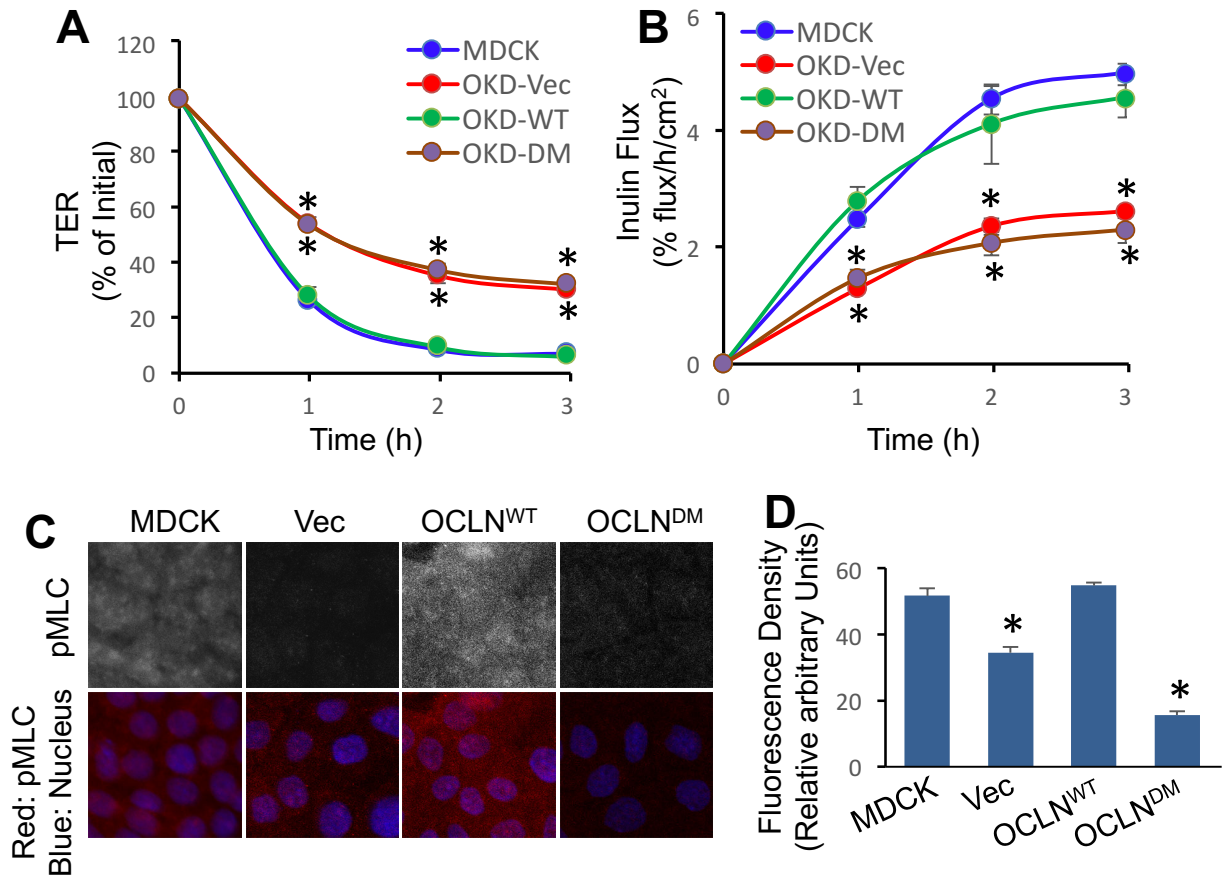 A
TER
(% of Initial)
120
100
80
60
40
20
0
0 1 2 3
Time (h)
MDCK
OKD-Vec
OKD-WT
OKD-DM
* * *
* * *
B
Inulin Flux
(% flux/h/cm²)
6
4
2
0
0 1 2 3
Time (h)
MDCK
OKD-Vec
OKD-WT
OKD-DM
* * *
* * *
C
MDCK Vec OCLNᵂᵀ OCLNᴰᴹ
pMLC
Red: pMLC
Blue: Nucleus
D
Fluorescence Density
(Relative arbitrary Units)
60
40
20
0
* *
MDCK Vec OCLNᵂᵀ OCLNᴰᴹ